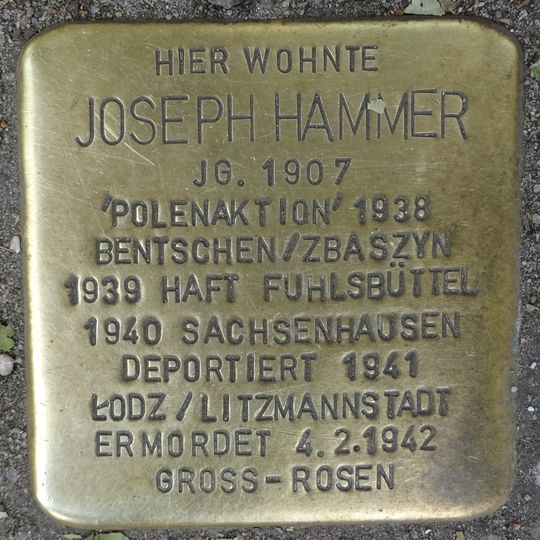 HIER WOHNTE
JOSEPH HAMMER
JG. 1907
'POLENAKTION' 1938
BENTSCHEN/ZBASZYN
1939 HAFT FUHLSBÜTTEL
1940 SACHSENHAUSEN
DEPORTIERT 1941
ŁODZ/LITZMANNSTADT
ERMORDET 4.2.1942
GROSS-ROSEN